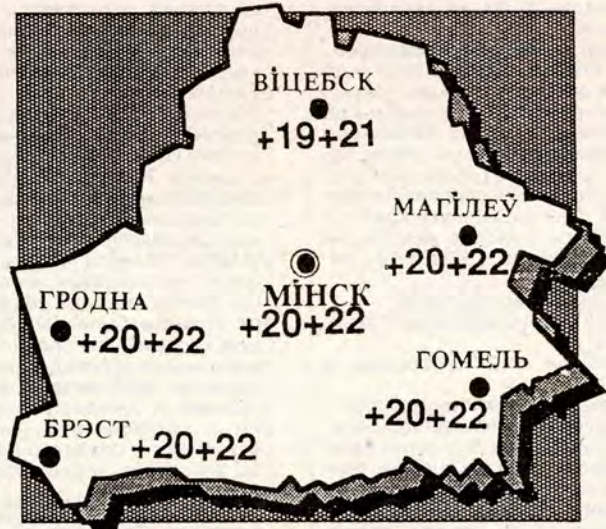 ВІЦЕБСК
+19+21
МАГІЛЕЎ
+20+22
МІНСК
+20+22
ГРОДНА
+20+22
ГОМЕЛЬ
+20+22
БРЭСТ +20+22